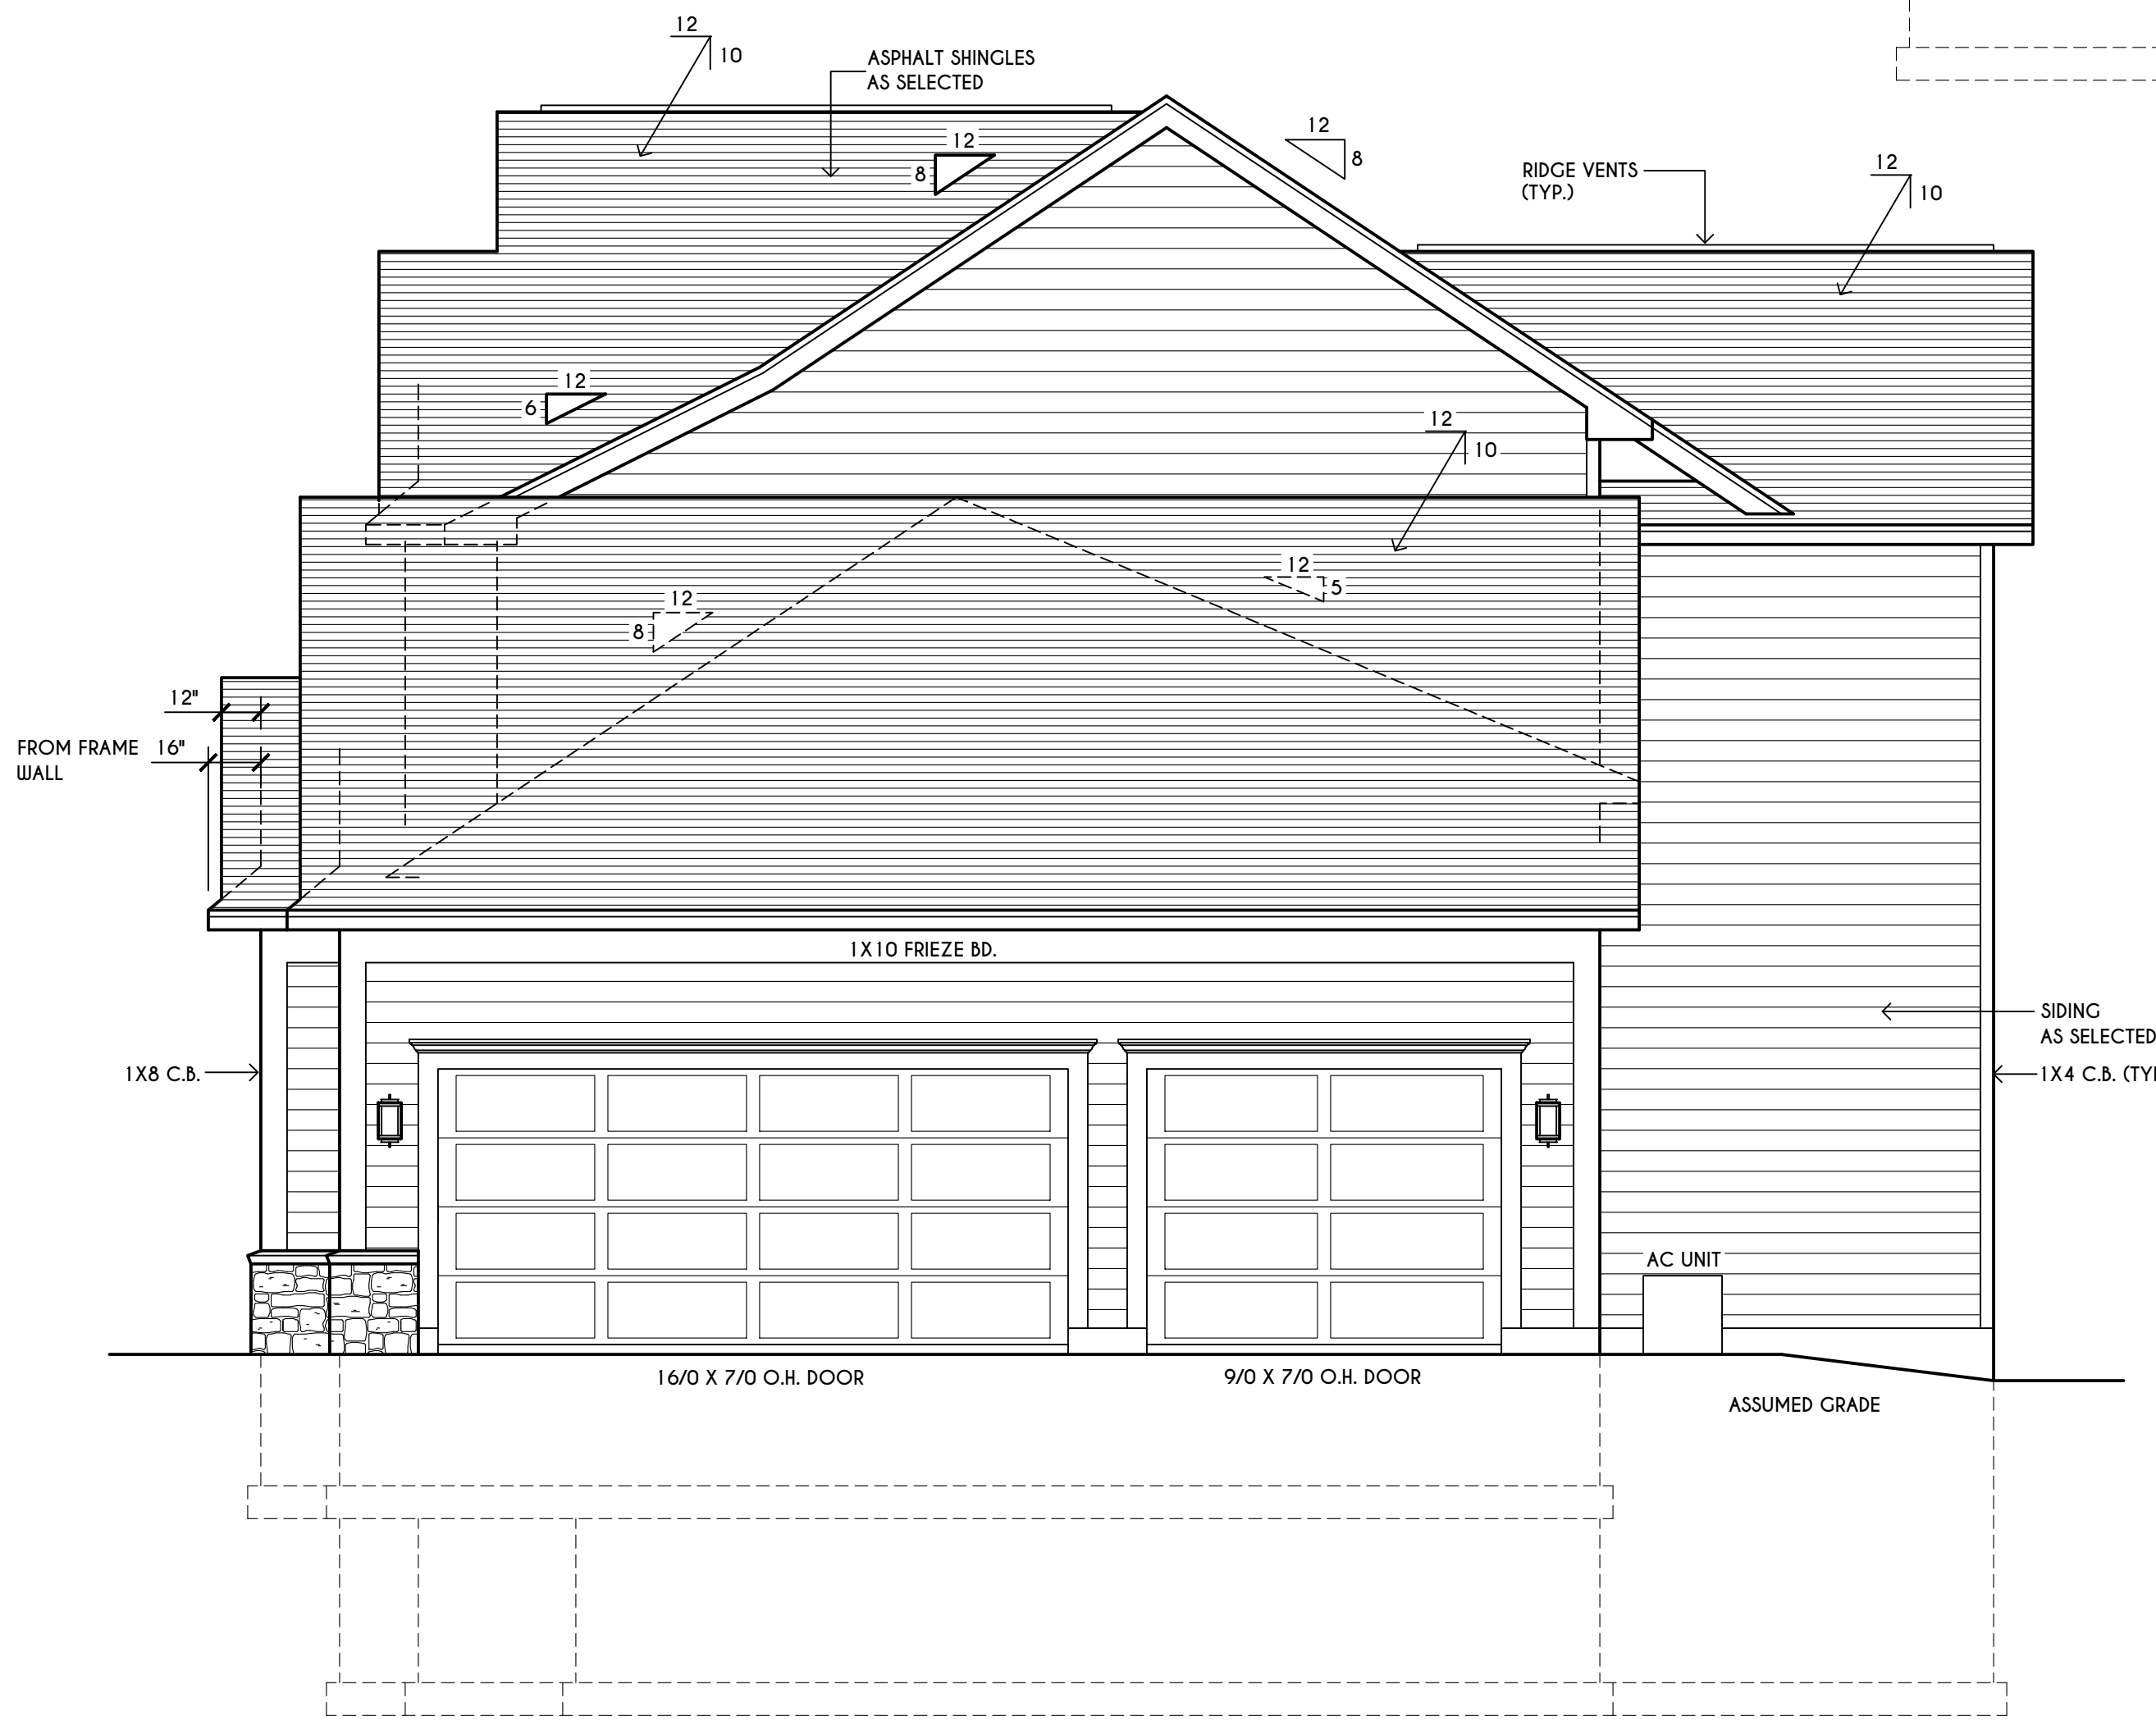 12
10
ASPHALT SHINGLES
AS SELECTED
12
8
12
8
RIDGE VENTS
(TYP.)
12
10
12
6
12
10
12
5
12
8
12"
FROM FRAME 16"
WALL
1X10 FRIEZE BD.
SIDING
AS SELECTED
1X8 C.B.
1X4 C.B. (TY
AC UNIT
16/0 X 7/0 O.H. DOOR
9/0 X 7/0 O.H. DOOR
ASSUMED GRADE